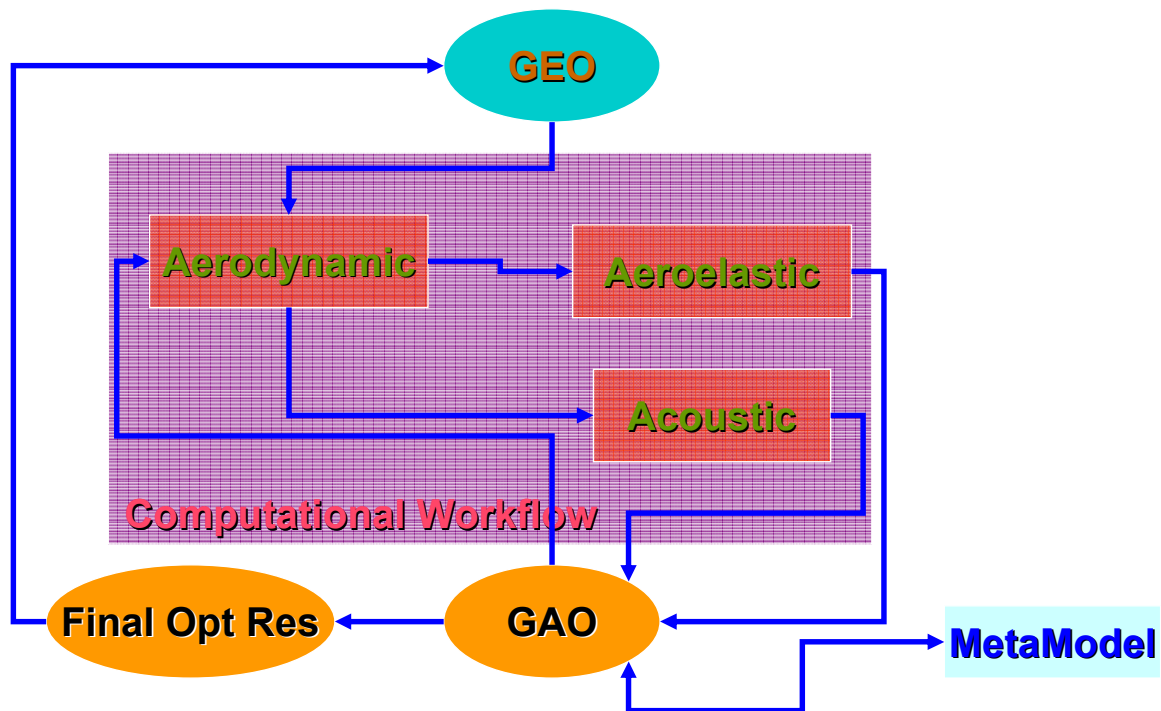 GEO
Aerodynamic
Aeroelastic
Acoustic
Computational Workflow
Final Opt Res
GAO
MetaModel